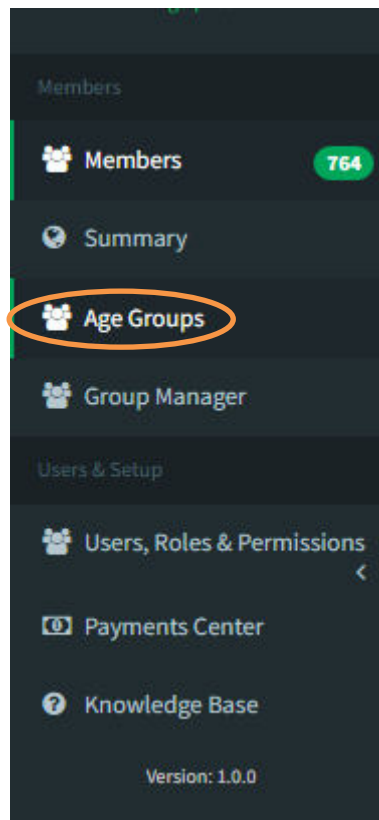 Members
Members 764
Summary
Age Groups
Group Manager
Users & Setup
Users, Roles & Permissions
Payments Center
Knowledge Base
Version: 1.0.0